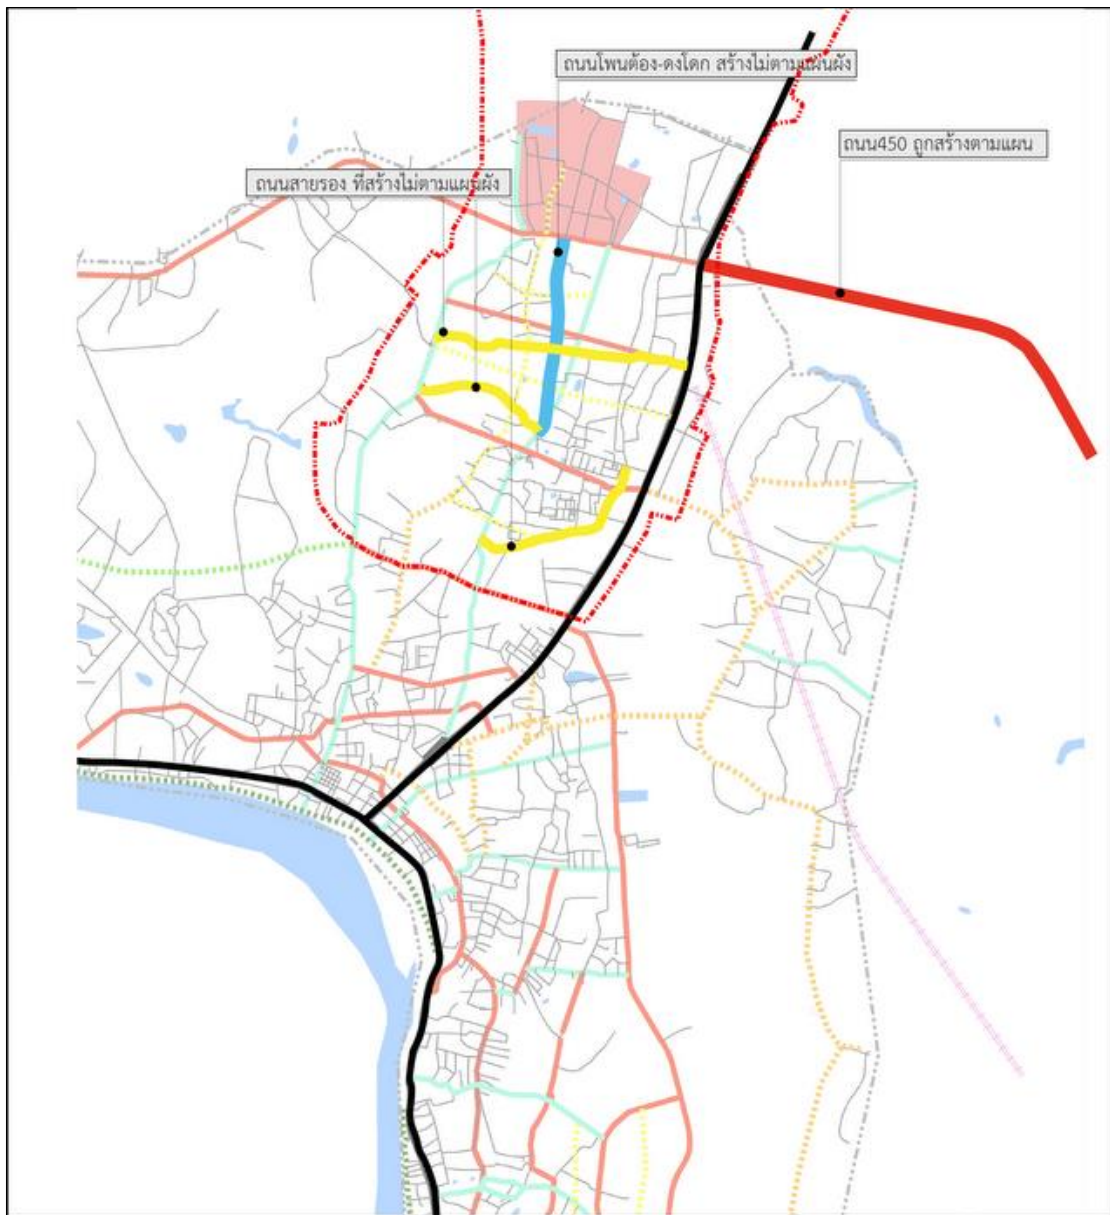 ถนนโพนต้อง-ดงโดก สร้างไม่ตามแผนผัง
ถนน450 ถูกสร้างตามแผน
ถนนสายรอง ที่สร้างไม่ตามแผนผัง